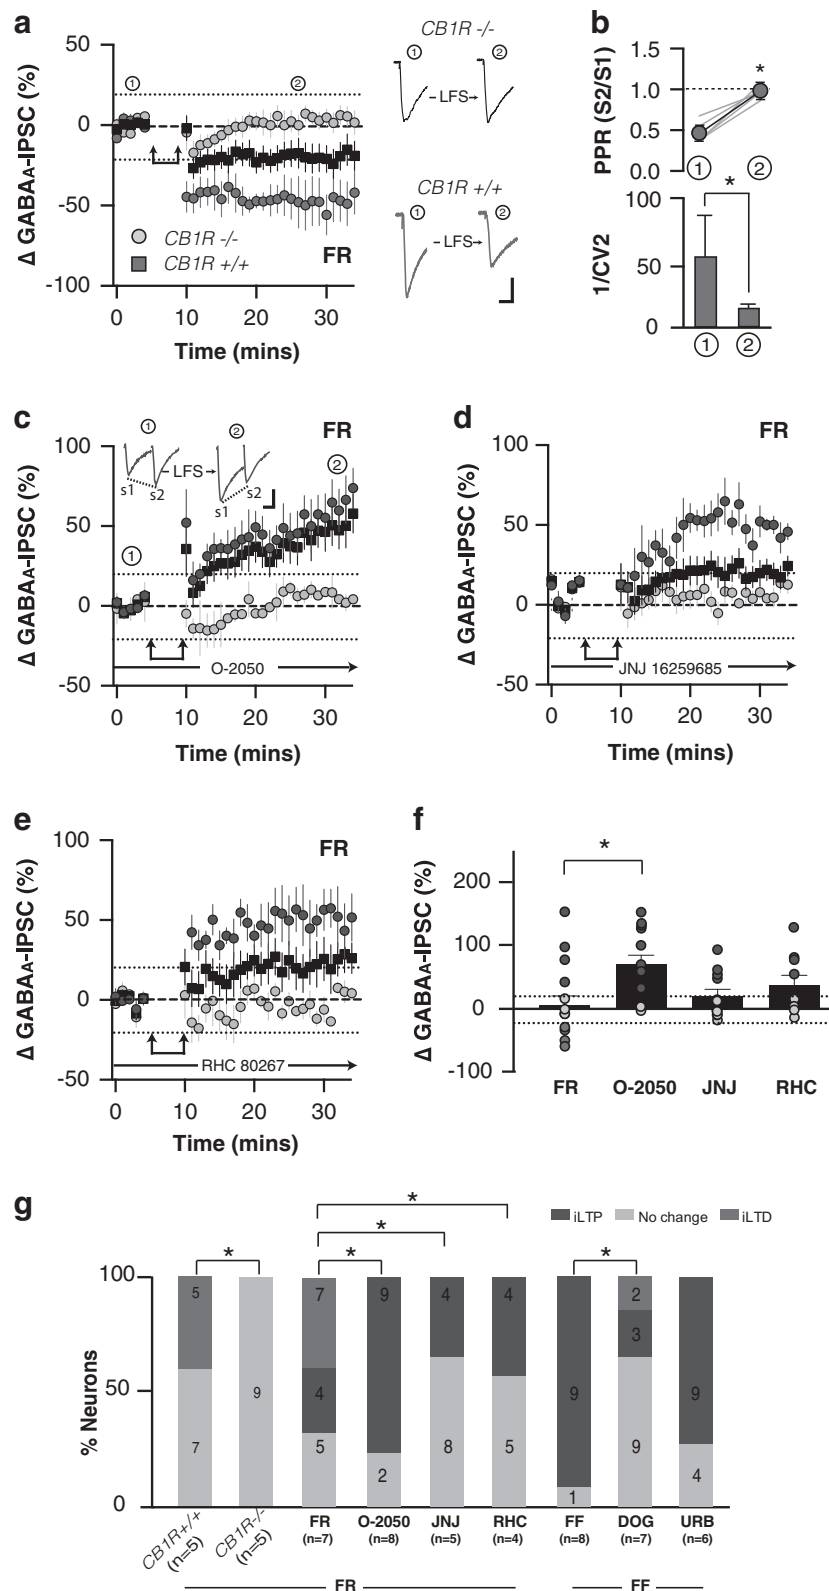 a
Δ GABAA-IPSC (%)
50
0
-50
-100
①
②
CB1R -/-
CB1R +/+
FR
0
10
20
30
Time (mins)
CB1R -/-
①
②
LFS
CB1R +/+
①
②
LFS
b
PPR (S2/S1)
1.5
1.0
0.5
0.0
*
①
②
1/CV2
100
50
0
*
①
②
c
Δ GABAA-IPSC (%)
100
50
0
-50
①
②
LFS
s1
s2
s1
s2
FR
①
②
O-2050
0
10
20
30
Time (mins)
d
Δ GABAA-IPSC (%)
100
50
0
-50
FR
JNJ 16259685
0
10
20
30
Time (mins)
e
Δ GABAA-IPSC (%)
100
50
0
-50
FR
RHC 80267
0
10
20
30
Time (mins)
f
Δ GABAA-IPSC (%)
200
100
0
-100
*
FR
O-2050
JNJ
RHC
g
iLTP
No change
iLTD
% Neurons
100
50
0
*
*
*
*
*
5
7
9
7
4
5
9
2
4
8
4
5
9
1
2
3
9
9
4
CB1R+/+
(n=5)
CB1R-/-
(n=5)
FR
(n=7)
O-2050
(n=8)
JNJ
(n=5)
RHC
(n=4)
FF
(n=8)
DOG
(n=7)
URB
(n=6)
FR
FF